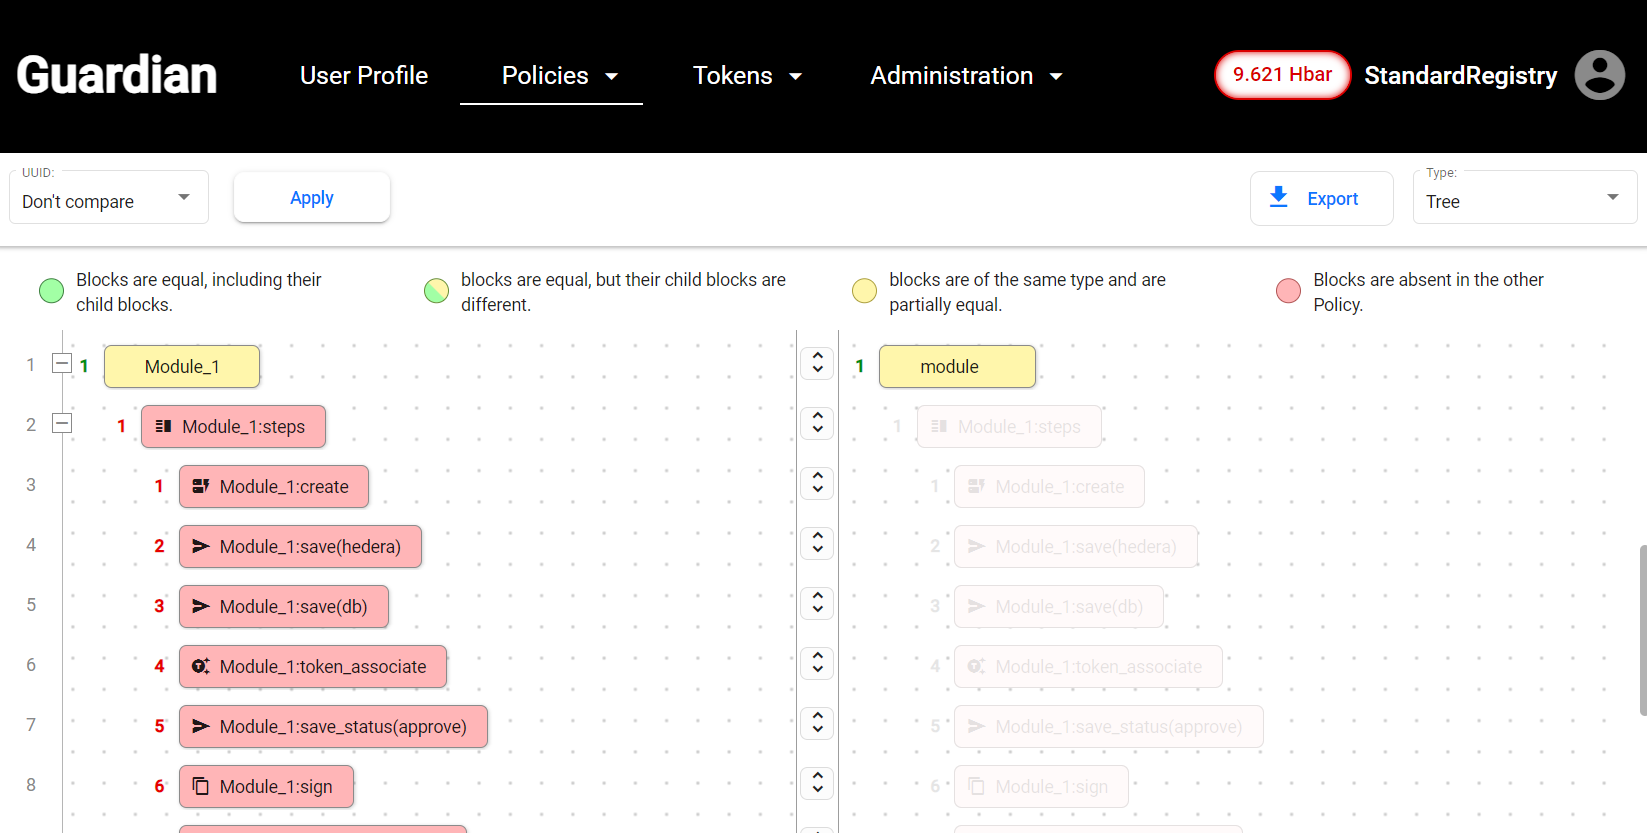 Guardian User Profile Policies Tokens Administration 9.621 Hbar StandardRegistry
UUID:
Don't compare
Apply
Export
Type:
Tree
Blocks are equal, including their
child blocks.
blocks are equal, but their child blocks are
different.
blocks are of the same type and are
partially equal.
Blocks are absent in the other
Policy.
1 1 Module_1 1 module
2 1 Module_1:steps 1 Module_1:steps
3 1 Module_1:create 1 Module_1:create
4 2 Module_1:save(hedera) 2 Module_1:save(hedera)
5 3 Module_1:save(db) 3 Module_1:save(db)
6 4 Module_1:token_associate 4 Module_1:token_associate
7 5 Module_1:save_status(approve) 5 Module_1:save_status(approve)
8 6 Module_1:sign 6 Module_1:sign